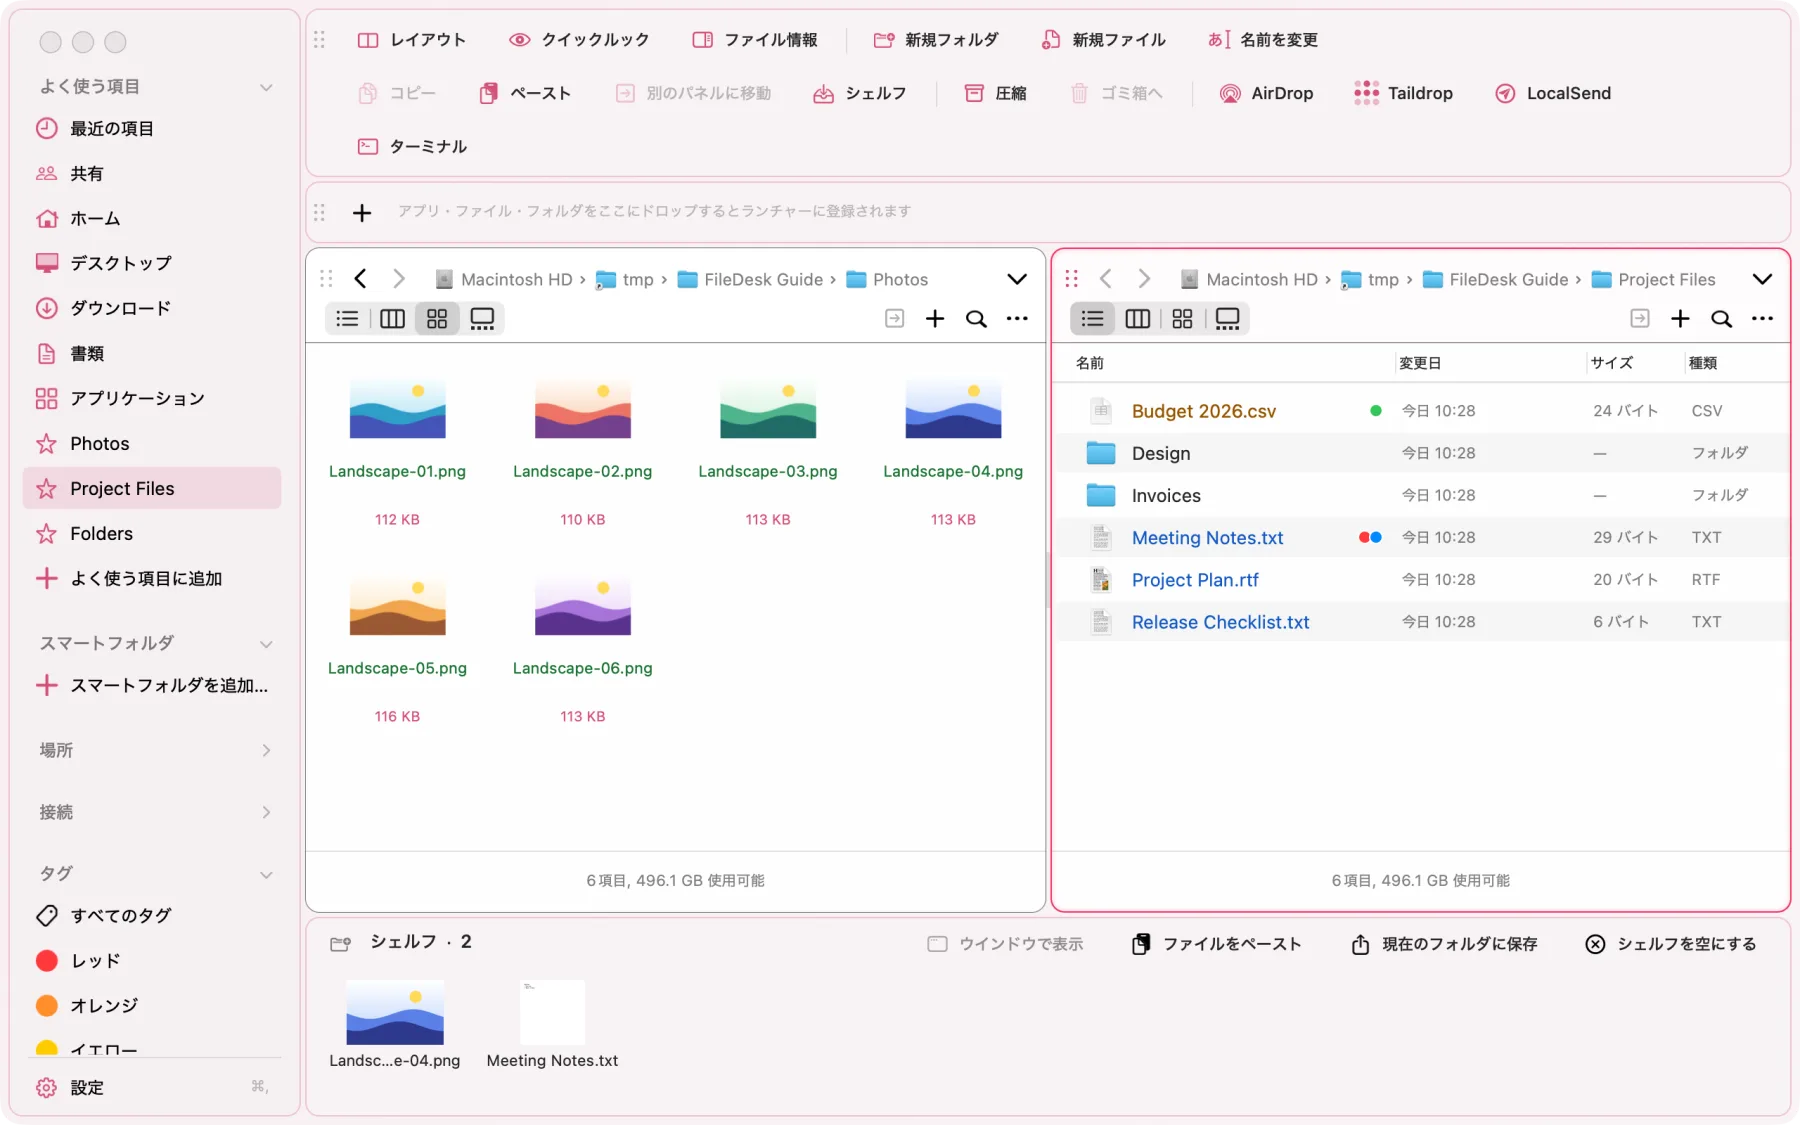 よく使う項目
最近の項目
共有
ホーム
デスクトップ
ダウンロード
書類
アプリケーション
Photos
Project Files
Folders
よく使う項目に追加
スマートフォルダ
スマートフォルダを追加...
場所
接続
タグ
すべてのタグ
レッド
オレンジ
イエロー
設定 ⌘,
レイアウト クイックルック ファイル情報 新規フォルダ 新規ファイル あ 名前を変更
コピー ペースト 別のパネルに移動 シェルフ 圧縮 ゴミ箱へ AirDrop Taildrop LocalSend
ターミナル
アプリ・ファイル・フォルダをここにドロップするとランチャーに登録されます
Macintosh HD › tmp › FileDesk Guide › Photos
Landscape-01.png Landscape-02.png Landscape-03.png Landscape-04.png
112 KB 110 KB 113 KB 113 KB
Landscape-05.png Landscape-06.png
116 KB 113 KB
6項目, 496.1 GB 使用可能
Macintosh HD › tmp › FileDesk Guide › Project Files
名前 変更日 サイズ 種類
Budget 2026.csv 今日 10:28 24 バイト CSV
Design 今日 10:28 — フォルダ
Invoices 今日 10:28 — フォルダ
Meeting Notes.txt 今日 10:28 29 バイト TXT
Project Plan.rtf 今日 10:28 20 バイト RTF
Release Checklist.txt 今日 10:28 6 バイト TXT
6項目, 496.1 GB 使用可能
シェルフ · 2 ウインドウで表示 ファイルをペースト 現在のフォルダに保存 シェルフを空にする
Landsc...e-04.png Meeting Notes.txt